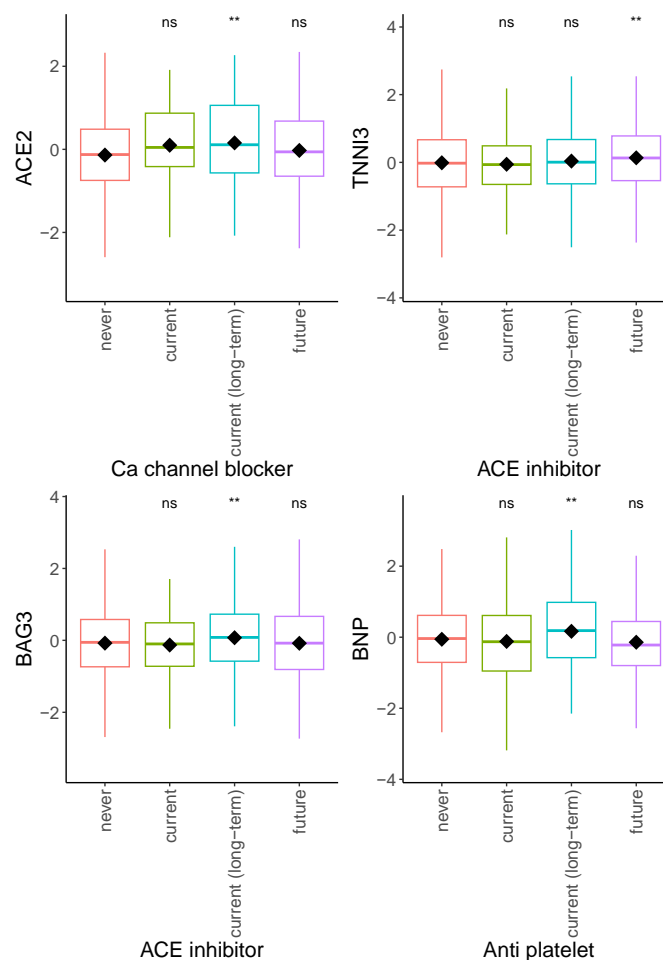 ns ** ns
2
0
−2
ACE2
never
current
current (long−term)
future
Ca channel blocker
ns ns **
4
2
0
−2
−4
TNNI3
never
current
current (long−term)
future
ACE inhibitor
ns ** ns
4
2
0
−2
BAG3
never
current
current (long−term)
future
ACE inhibitor
ns ** ns
2
0
−2
−4
BNP
never
current
current (long−term)
future
Anti platelet